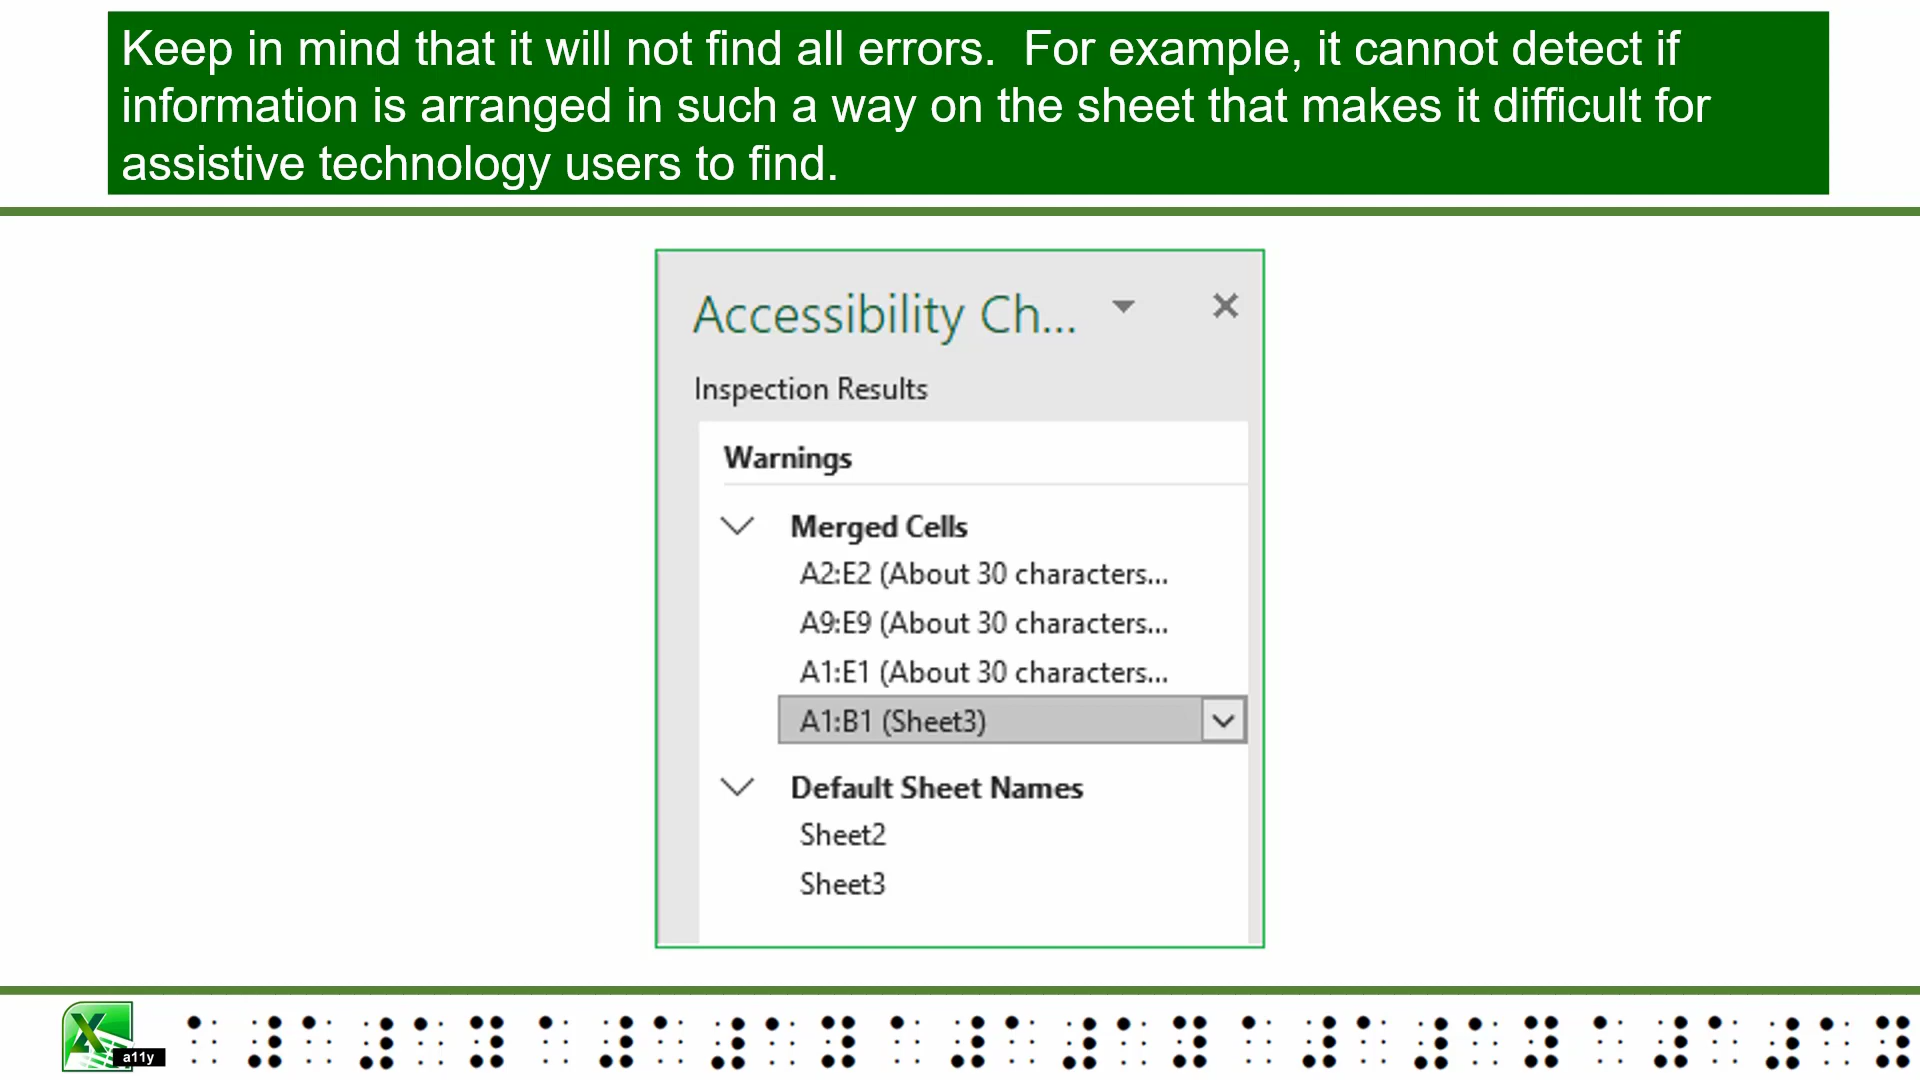 Keep in mind that it will not find all errors.  For example, it cannot detect if
information is arranged in such a way on the sheet that makes it difficult for
assistive technology users to find.
Accessibility Ch...
Inspection Results
Warnings
Merged Cells
A2:E2 (About 30 characters...
A9:E9 (About 30 characters...
A1:E1 (About 30 characters...
A1:B1 (Sheet3)
Default Sheet Names
Sheet2
Sheet3
a11y